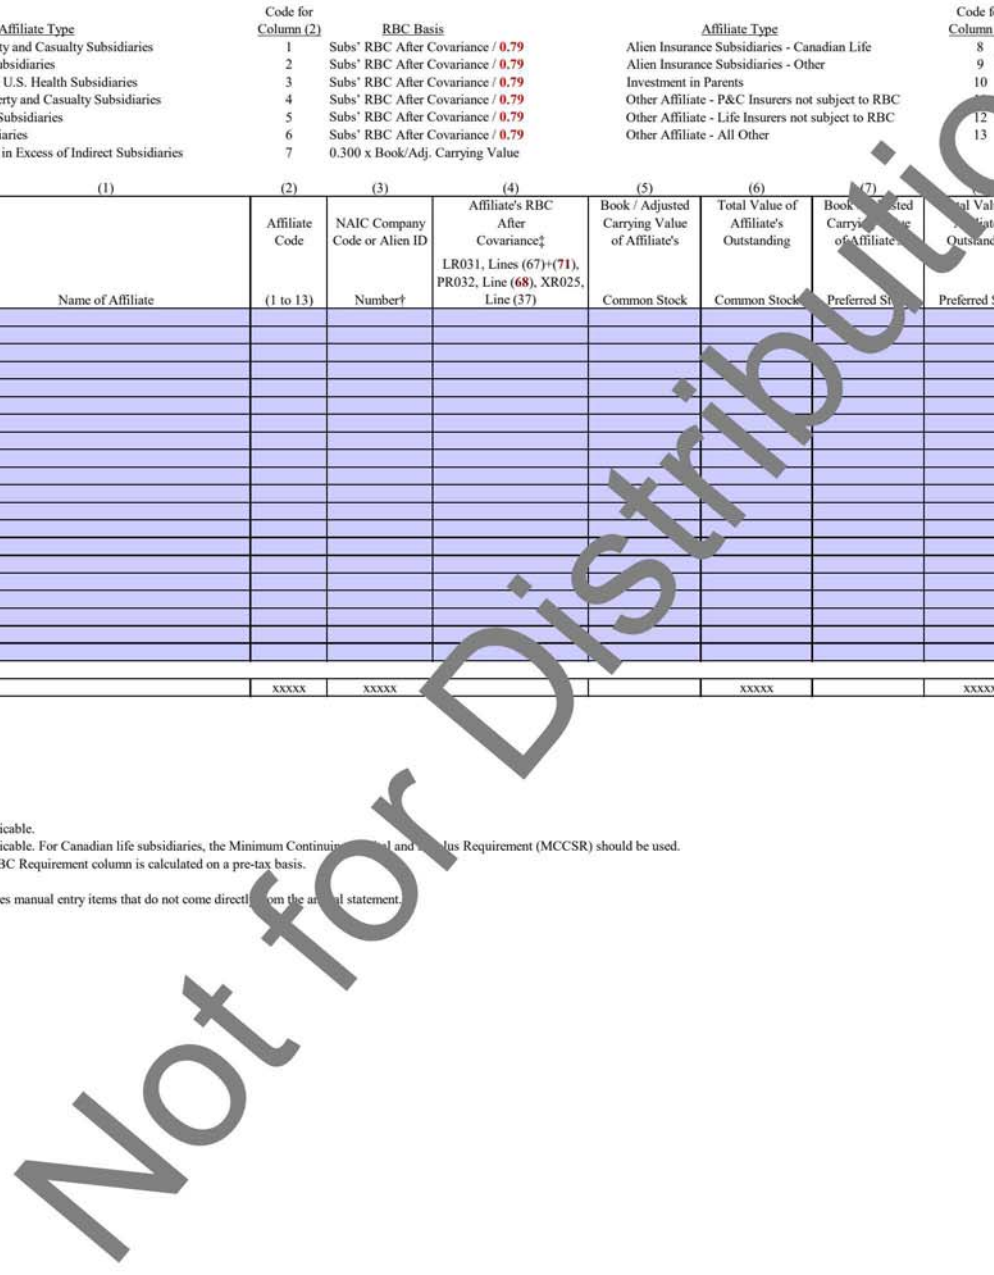 Code for Code f
Affiliate Type Column (2) RBC Basis Affiliate Type Column
ty and Casualty Subsidiaries 1 Subs' RBC After Covariance / 0.79 Alien Insurance Subsidiaries - Canadian Life 8
ubsidiaries 2 Subs' RBC After Covariance / 0.79 Alien Insurance Subsidiaries - Other 9
U.S. Health Subsidiaries 3 Subs' RBC After Covariance / 0.79 Investment in Parents 10
erty and Casualty Subsidiaries 4 Subs' RBC After Covariance / 0.79 Other Affiliate - P&C Insurers not subject to RBC
Subsidiaries 5 Subs' RBC After Covariance / 0.79 Other Affiliate - Life Insurers not subject to RBC 12
iaries 6 Subs' RBC After Covariance / 0.79 Other Affiliate - All Other 13
in Excess of Indirect Subsidiaries 7 0.300 x Book/Adj. Carrying Value
(1) (2) (3) (4) (5) (6) (7)
Affiliate's RBC Book / Adjusted Total Value of Book
Affiliate NAIC Company After Carrying Value Affiliate's
Code Code or Alien ID Covariance‡ of Affiliate's Outstanding of Affiliate
LR031, Lines (67)+(71),
PR032, Line (68), XR025,
Name of Affiliate (1 to 13) Number† Line (37) Common Stock Common Stock Preferred Preferred
xxxxx xxxxx xxxxx xxxxx
icable.
icable. For Canadian life subsidiaries, the Minimum and Requirement (MCCSR) should be used.
BC Requirement column is calculated on a pre-tax basis.
es manual entry items that do not come the statement.
Not for Distributio